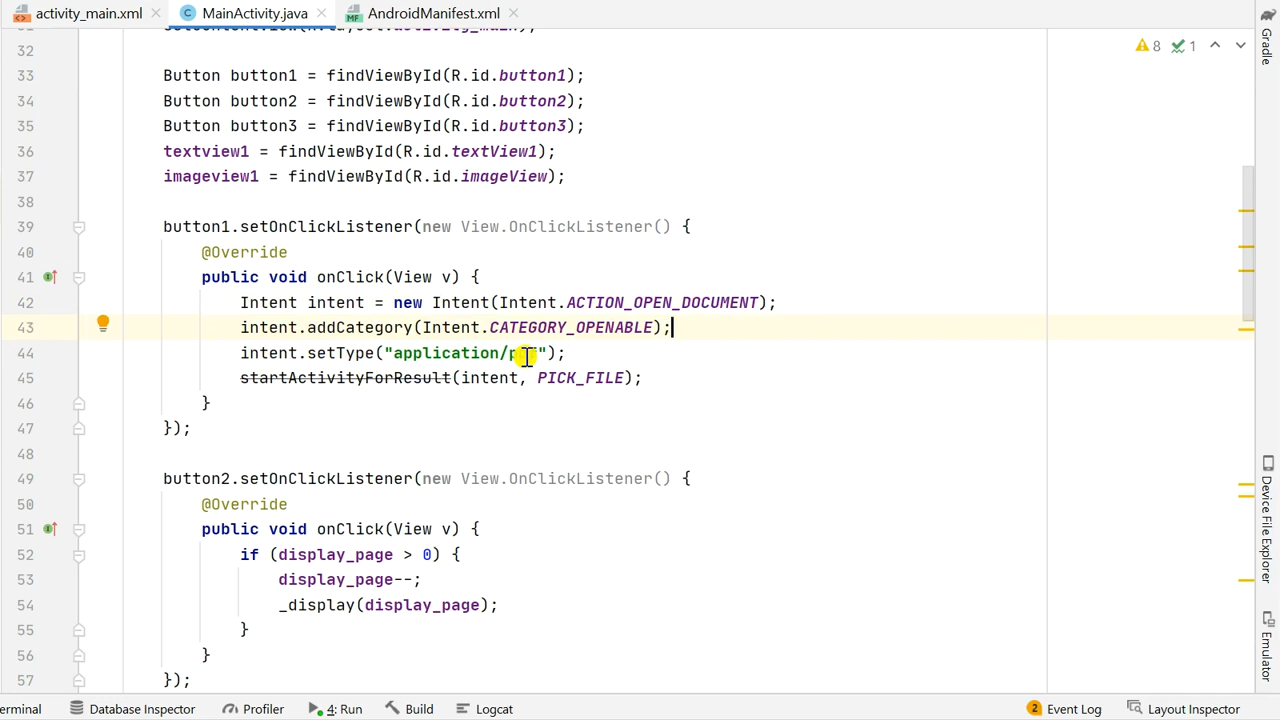 activity_main.xml MainActivity.java AndroidManifest.xml
32
33 Button button1 = findViewById(R.id.button1);
34 Button button2 = findViewById(R.id.button2);
35 Button button3 = findViewById(R.id.button3);
36 textview1 = findViewById(R.id.textView1);
37 imageview1 = findViewById(R.id.imageView);
38
39 button1.setOnClickListener(new View.OnClickListener() {
40 @Override
41 public void onClick(View v) {
42 Intent intent = new Intent(Intent.ACTION_OPEN_DOCUMENT);
43 intent.addCategory(Intent.CATEGORY_OPENABLE);
44 intent.setType("application/ ");
45 startActivityForResult(intent, PICK_FILE);
46 }
47 });
48
49 button2.setOnClickListener(new View.OnClickListener() {
50 @Override
51 public void onClick(View v) {
52 if (display_page > 0) {
53 display_page--;
54 _display(display_page);
55 }
56 }
57 });
8 1
Gradle
Device File Explorer
Emulator
erminal Database Inspector Profiler 4: Run Build Logcat 2 Event Log Layout Inspector